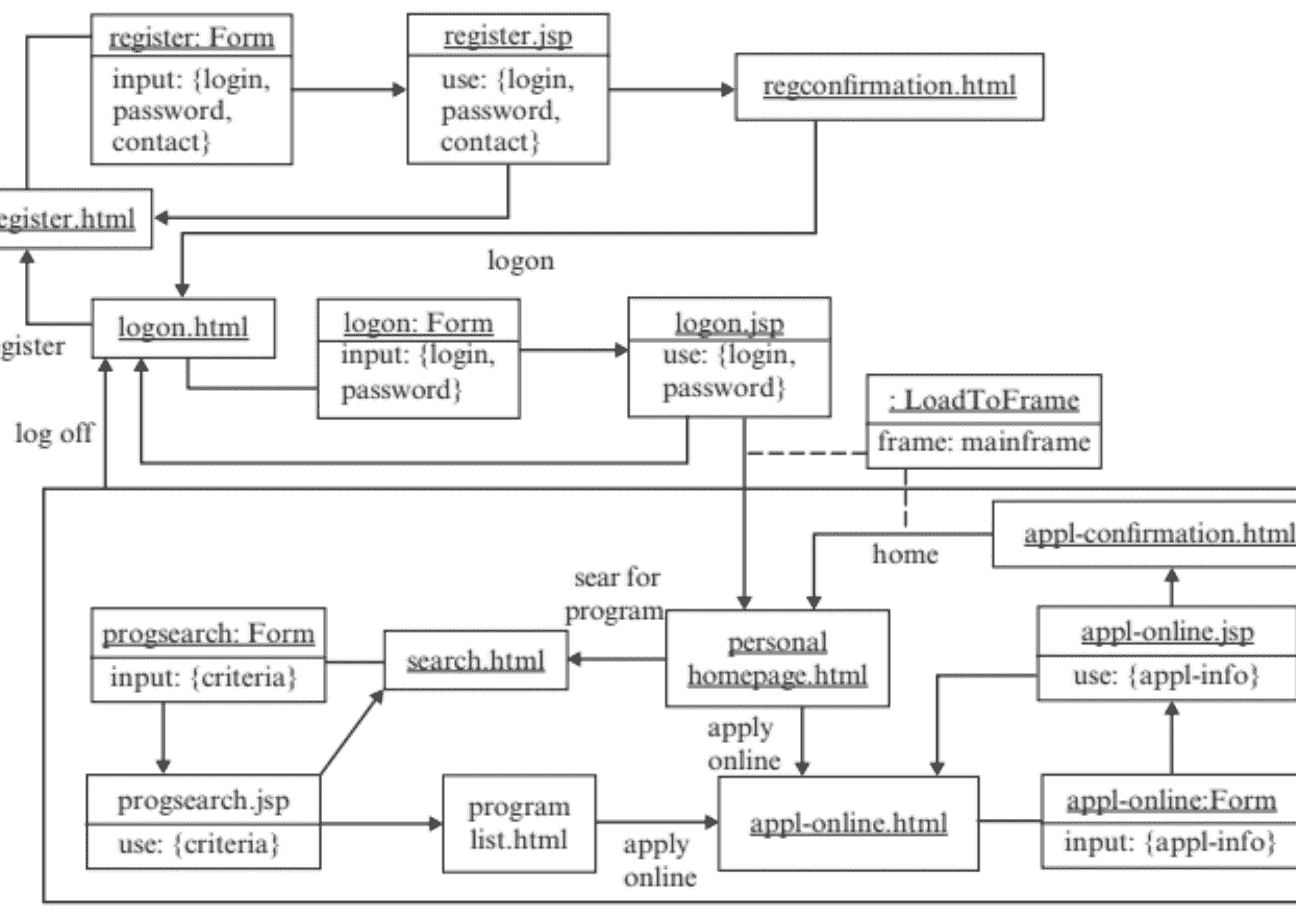 register: Form
input: {login,
password,
contact}
register.jsp
use: {login,
password,
contact}
regconfirmation.html
egister.html
logon
logon.html
gister
logon: Form
input: {login,
password}
logon.jsp
use: {login,
password}
: LoadToFrame
frame: mainframe
log off
appl-confirmation.html
home
sear for
program
progsearch: Form
input: {criteria}
search.html
personal
homepage.html
appl-online.jsp
use: {appl-info}
apply
online
progsearch.jsp
use: {criteria}
program
list.html
apply
online
appl-online.html
appl-online:Form
input: {appl-info}